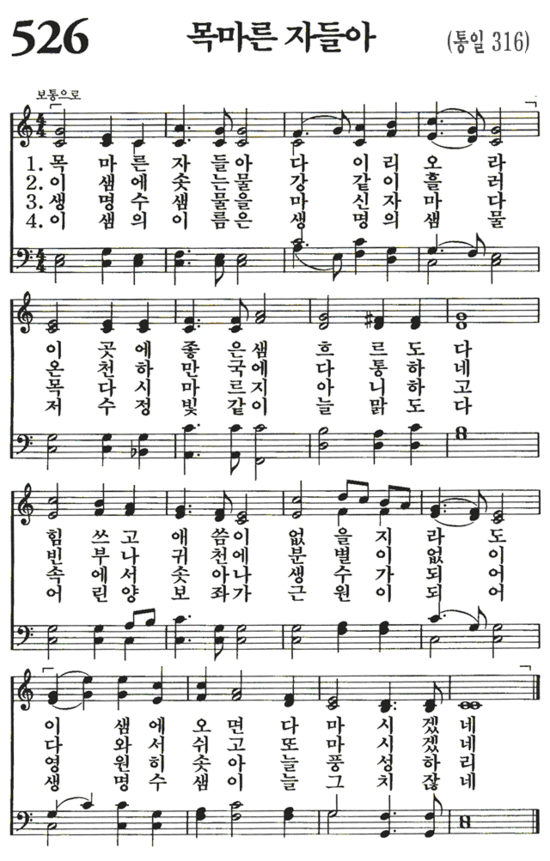 526 목마른 자들아 (통일 316)
보통으로
1. 목 마 른 자 들 아 다 이 리 오 라
2. 이 샘 에 솟 는 물 강 같 이 흘 러
3. 생 명 수 샘 물 을 마 신 자 마 다
4. 이 샘 의 이 름 은 생 명 의 샘 물
이 곳 에 좋 은 샘 흐 르 도 다
온 천 하 만 국 에 다 통 하 네
목 다 시 마 르 지 아 니 하 고
저 수 정 빛 같 이 늘 맑 도 다
힘 쓰 고 애 씀 이 없 을 지 라 도
빈 부 나 귀 천 에 분 별 이 없 이
속 에 서 솟 아 나 생 수 가 되 어
어 린 양 보 좌 가 근 원 이 되 어
이 샘 에 오 면 다 마 시 겠 네
다 와 서 쉬 고 또 마 시 겠 네
영 원 히 솟 아 늘 풍 성 하 리
생 명 수 샘 이 늘 그 치 잖 네